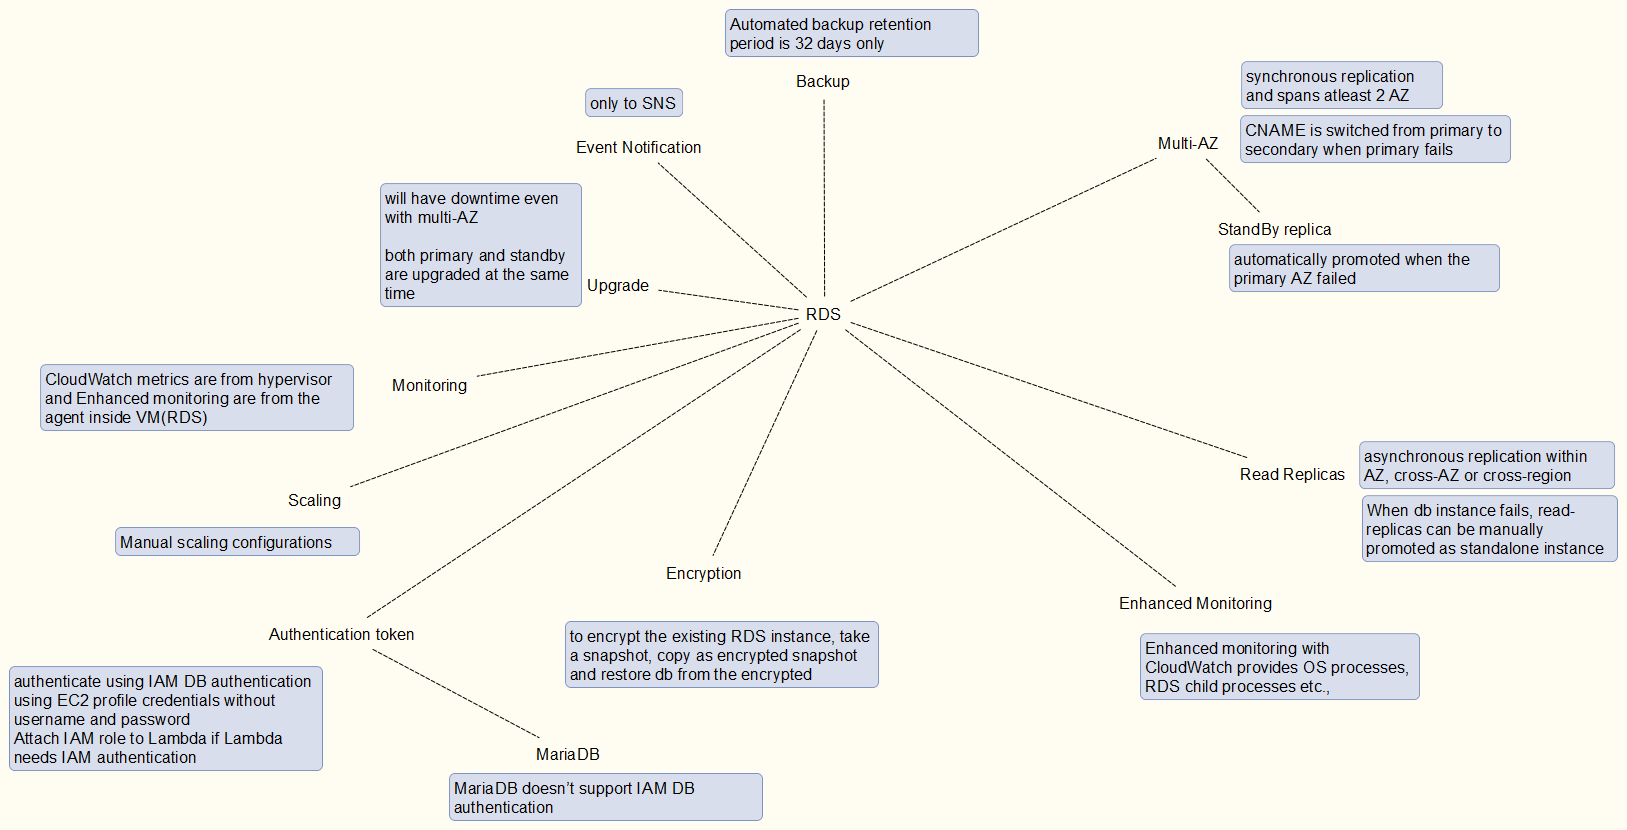 Automated backup retention
period is 32 days only
Backup
only to SNS
Event Notification
synchronous replication
and spans atleast 2 AZ
CNAME is switched from primary to
secondary when primary fails
Multi-AZ
StandBy replica
automatically promoted when the
primary AZ failed
will have downtime even
with multi-AZ
both primary and standby
are upgraded at the same
time
Upgrade
RDS
CloudWatch metrics are from hypervisor
and Enhanced monitoring are from the
agent inside VM(RDS)
Monitoring
Read Replicas
asynchronous replication within
AZ, cross-AZ or cross-region
When db instance fails, read-
replicas can be manually
promoted as standalone instance
Scaling
Manual scaling configurations
Encryption
to encrypt the existing RDS instance, take
a snapshot, copy as encrypted snapshot
and restore db from the encrypted
Enhanced Monitoring
Enhanced monitoring with
CloudWatch provides OS processes,
RDS child processes etc.,
Authentication token
authenticate using IAM DB authentication
using EC2 profile credentials without
username and password
Attach IAM role to Lambda if Lambda
needs IAM authentication
MariaDB
MariaDB doesn’t support IAM DB
authentication